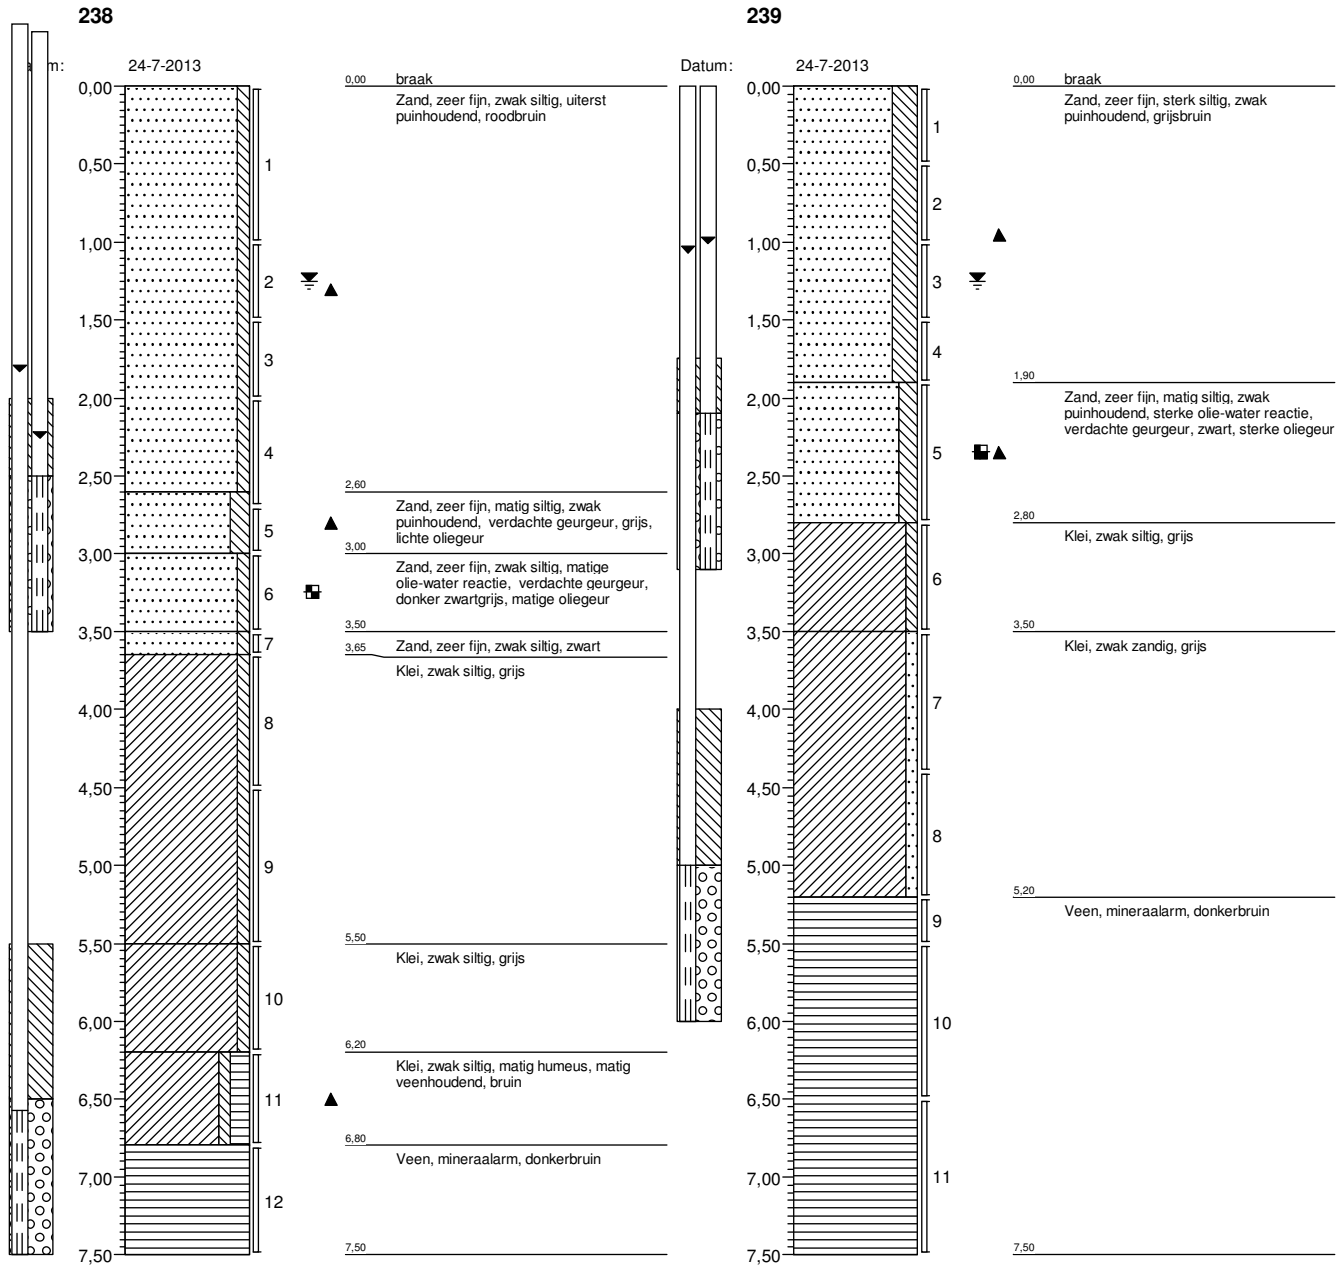 238
Datum:
24-7-2013
0,00
0,50
1,00
1,50
2,00
2,50
3,00
3,50
4,00
4,50
5,00
5,50
6,00
6,50
7,00
7,50
1
2
3
4
5
6
7
8
9
10
11
12
0,00
braak
Zand, zeer fijn, zwak siltig, uiterst
puinhoudend, roodbruin
2,60
Zand, zeer fijn, matig siltig, zwak
puinhoudend, verdachte geurgeur, grijs,
lichte oliegeur
3,00
Zand, zeer fijn, zwak siltig, matige
olie-water reactie, verdachte geurgeur,
donker zwartgrijs, matige oliegeur
3,50
Zand, zeer fijn, zwak siltig, zwart
3,65
Klei, zwak siltig, grijs
5,50
Klei, zwak siltig, grijs
6,20
Klei, zwak siltig, matig humeus, matig
veenhoudend, bruin
6,80
Veen, mineraalarm, donkerbruin
7,50
239
Datum:
24-7-2013
0,00
0,50
1,00
1,50
2,00
2,50
3,00
3,50
4,00
4,50
5,00
5,50
6,00
6,50
7,00
7,50
1
2
3
4
5
6
7
8
9
10
11
0,00
braak
Zand, zeer fijn, sterk siltig, zwak
puinhoudend, grijsbruin
1,90
Zand, zeer fijn, matig siltig, zwak
puinhoudend, sterke olie-water reactie,
verdachte geurgeur, zwart, sterke oliegeur
2,80
Klei, zwak siltig, grijs
3,50
Klei, zwak zandig, grijs
5,20
Veen, mineraalarm, donkerbruin
7,50